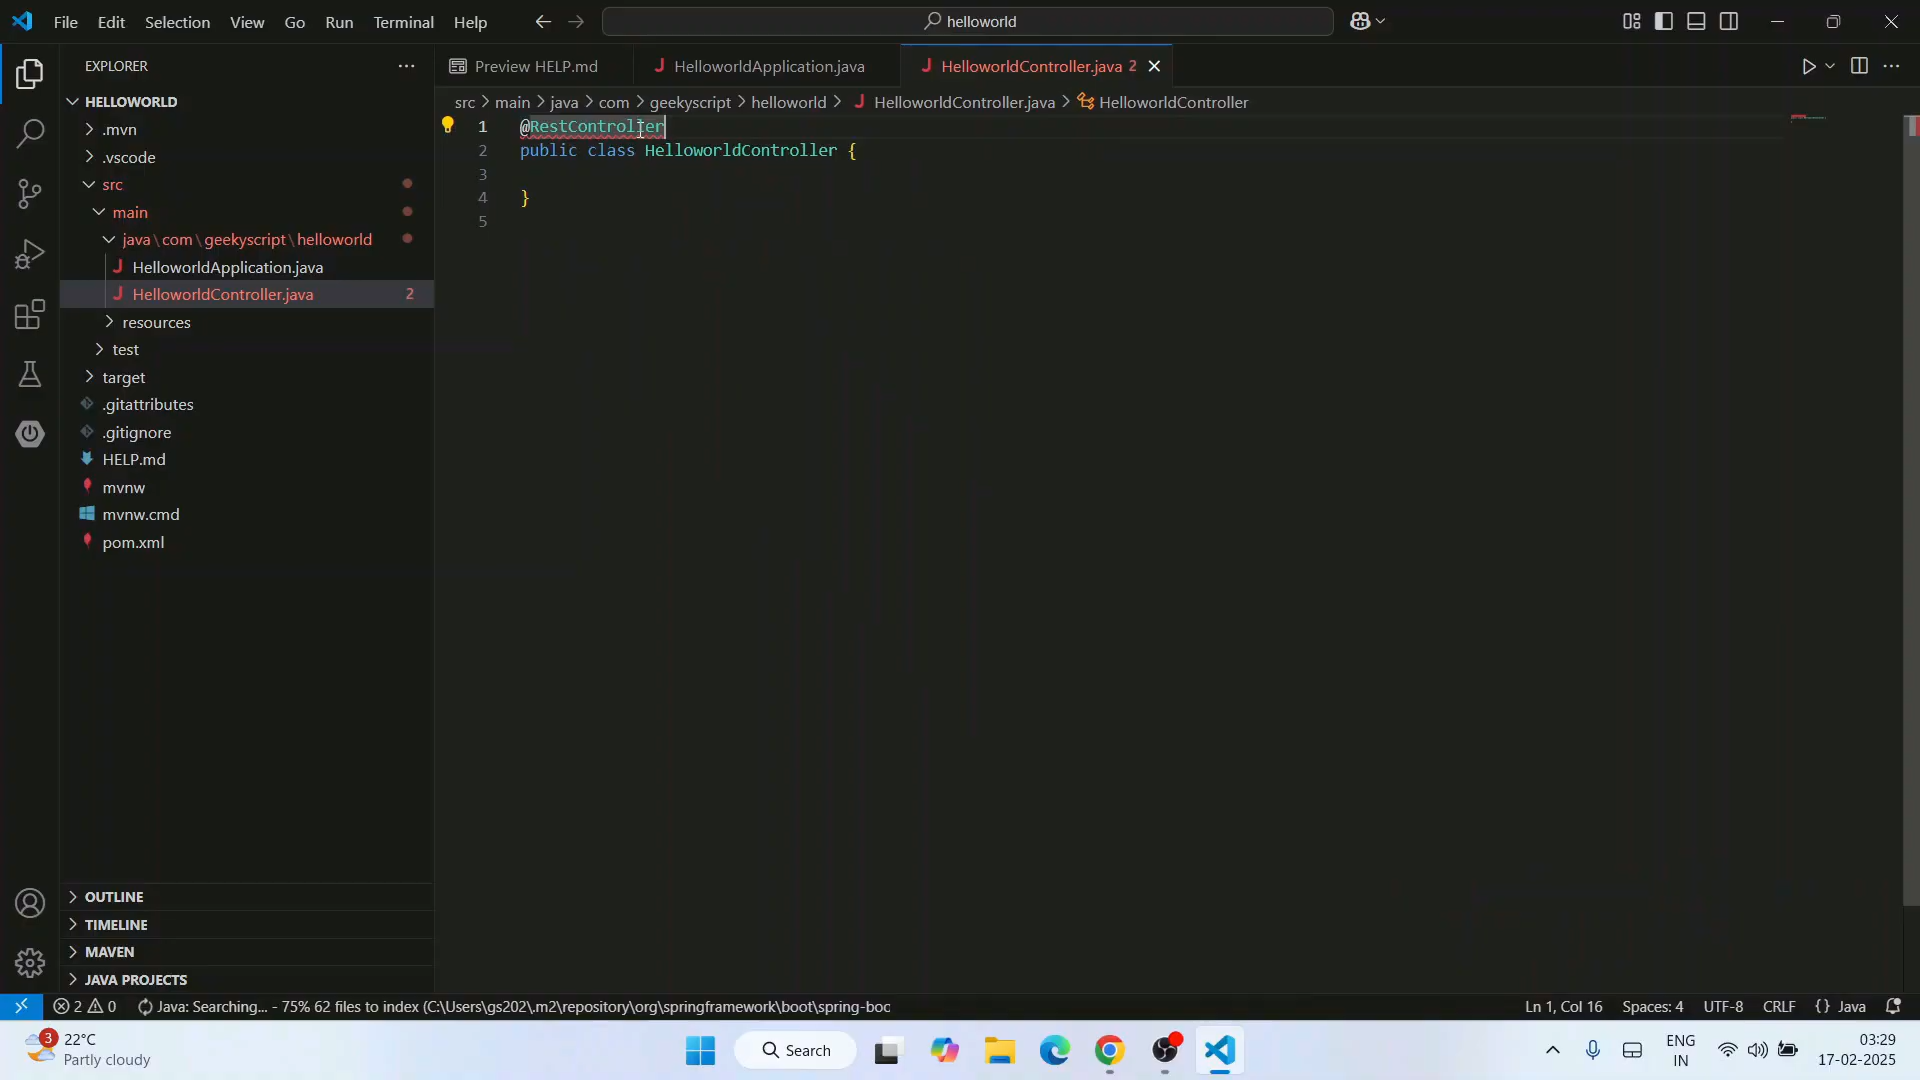 File Edit Selection View Go Run Terminal Help
helloworld
EXPLORER
HELLOWORLD
.mvn
.vscode
src
main
java\com\geekyscript\helloworld
HelloworldApplication.java
HelloworldController.java 2
resources
test
target
.gitattributes
.gitignore
HELP.md
mvnw
mvnw.cmd
pom.xml
OUTLINE
TIMELINE
MAVEN
JAVA PROJECTS
Preview HELP.md HelloworldApplication.java HelloworldController.java 2
src > main > java > com > geekyscript > helloworld > HelloworldController.java > HelloworldController
1 @RestController
2 public class HelloworldController {
3
4 }
5
2 0 Java: Searching... - 75% 62 files to index (C:\Users\gs202\.m2\repository\org\springframework\boot\spring-boo
Ln 1, Col 16 Spaces: 4 UTF-8 CRLF {} Java
3
22°C
Partly cloudy
Search
ENG
IN
03:29
17-02-2025